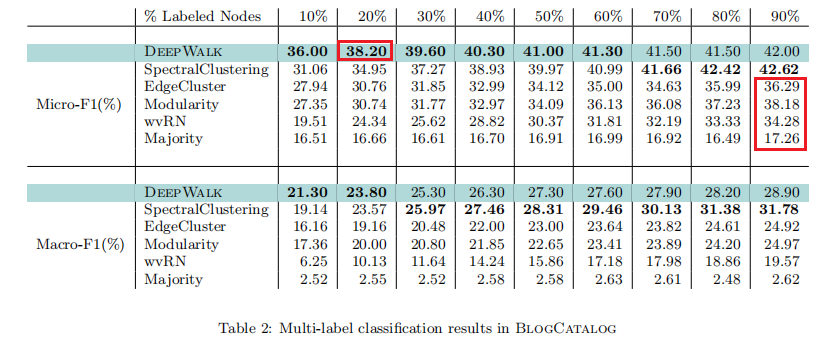 % Labeled Nodes 10% 20% 30% 40% 50% 60% 70% 80% 90%
DEEPWALK 36.00 38.20 39.60 40.30 41.00 41.30 41.50 41.50 42.00
SpectralClustering 31.06 34.95 37.27 38.93 39.97 40.99 41.66 42.42 42.62
EdgeCluster 27.94 30.76 31.85 32.99 34.12 35.00 34.63 35.99 36.29
Micro-F1(%) Modularity 27.35 30.74 31.77 32.97 34.09 36.13 36.08 37.23 38.18
wvRN 19.51 24.34 25.62 28.82 30.37 31.81 32.19 33.33 34.28
Majority 16.51 16.66 16.61 16.70 16.91 16.99 16.92 16.49 17.26
DEEPWALK 21.30 23.80 25.30 26.30 27.30 27.60 27.90 28.20 28.90
SpectralClustering 19.14 23.57 25.97 27.46 28.31 29.46 30.13 31.38 31.78
EdgeCluster 16.16 19.16 20.48 22.00 23.00 23.64 23.82 24.61 24.92
Macro-F1(%) Modularity 17.36 20.00 20.80 21.85 22.65 23.41 23.89 24.20 24.97
wvRN 6.25 10.13 11.64 14.24 15.86 17.18 17.98 18.86 19.57
Majority 2.52 2.55 2.52 2.58 2.58 2.63 2.61 2.48 2.62
Table 2: Multi-label classification results in BLOGCATALOG